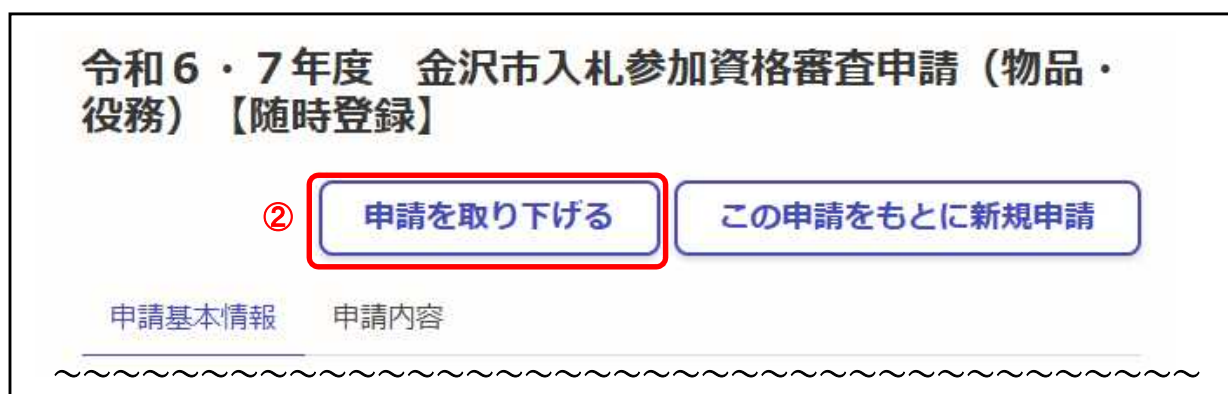 令和６・７年度　金沢市入札参加資格審査申請（物品・
役務）【随時登録】
② 申請を取り下げる　この申請をもとに新規申請
申請基本情報　申請内容